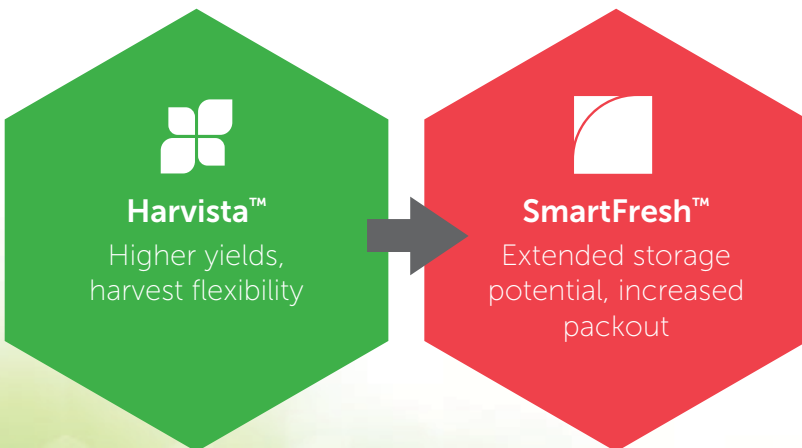 Harvista™
Higher yields,
harvest flexibility
SmartFresh™
Extended storage
potential, increased
packout